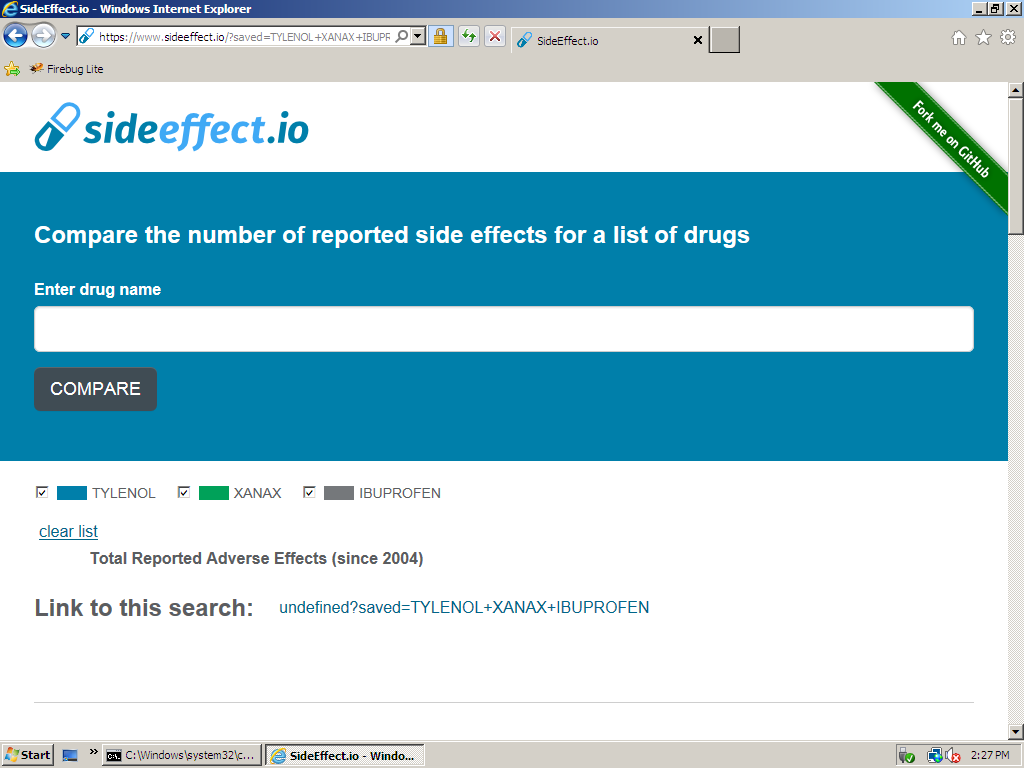 SideEffect.io - Windows Internet Explorer
https://www.sideeffect.io/?saved=TYLENOL+XANAX+IBUPR
SideEffect.io
Firebug Lite
sideeffect.io
Fork me on GitHub
Compare the number of reported side effects for a list of drugs
Enter drug name
COMPARE
TYLENOL XANAX IBUPROFEN
clear list
Total Reported Adverse Effects (since 2004)
Link to this search: undefined?saved=TYLENOL+XANAX+IBUPROFEN
Start » C:\Windows\system32\c... SideEffect.io - Windo... 2:27 PM